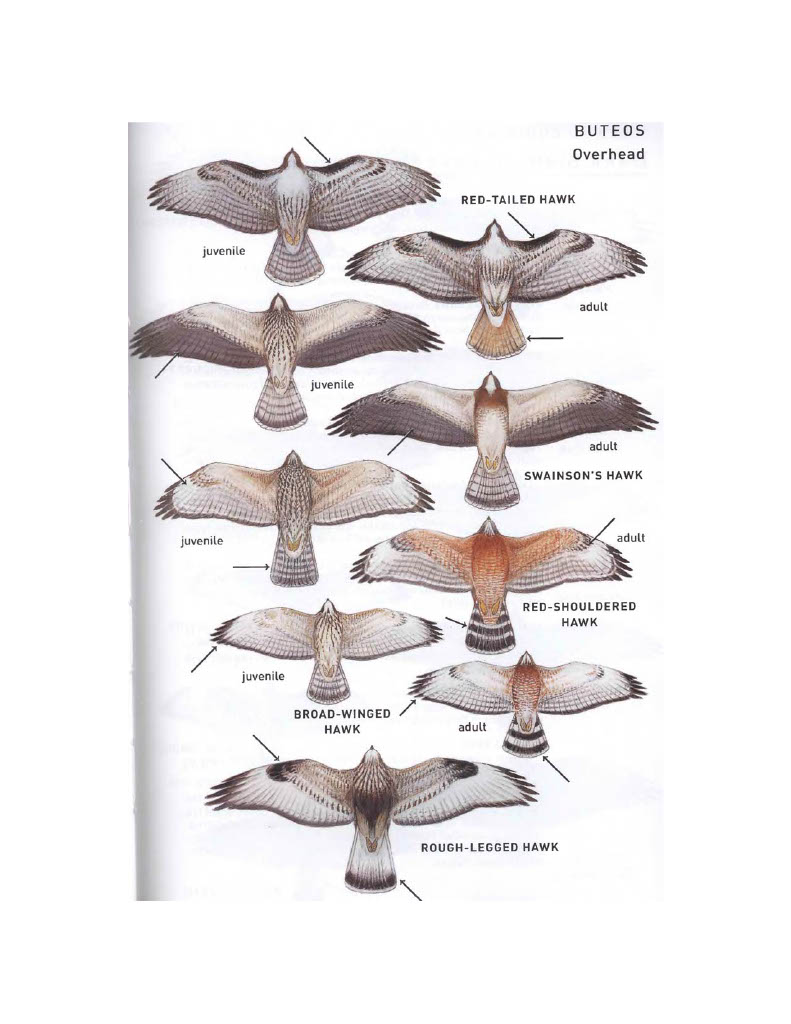 BUTEOS
Overhead
RED-TAILED HAWK
juvenile
adult
juvenile
adult
SWAINSON'S HAWK
juvenile
adult
RED-SHOULDERED
HAWK
juvenile
BROAD-WINGED
HAWK
adult
ROUGH-LEGGED HAWK